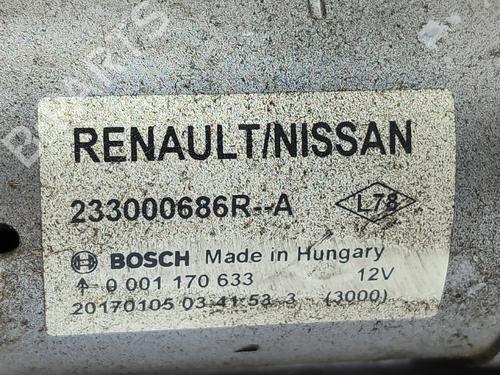 RENAULT/NISSAN
233000686R--A L78
BOSCH Made in Hungary
0 001 170 633 12V
20170105 03.41:53 3 (3000)